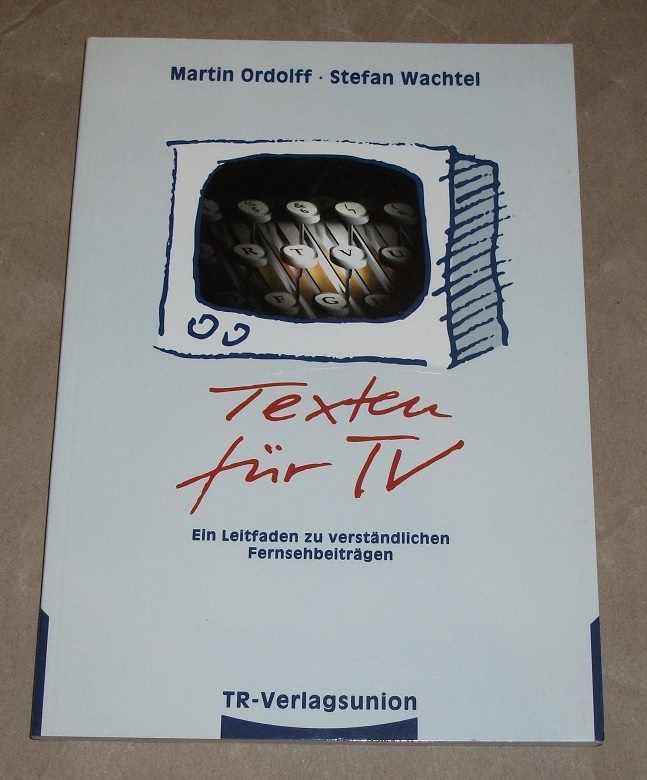 Martin Ordolff · Stefan Wachtel
R T V U
F G
Texten
für TV
Ein Leitfaden zu verständlichen
Fernsehbeiträgen
TR-Verlagsunion